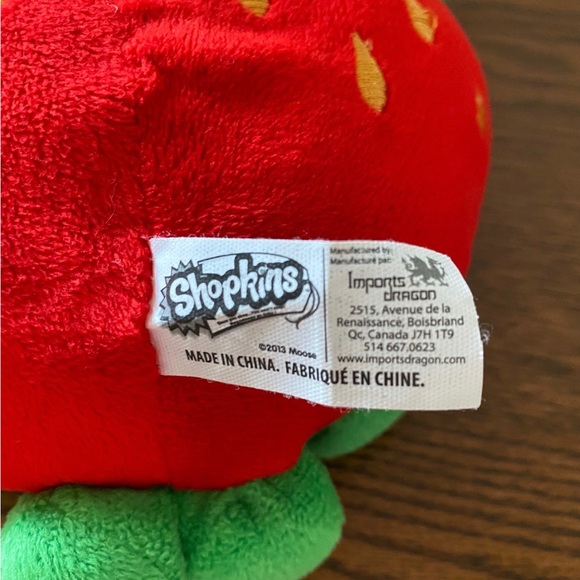 Shopkins
©2013 Moose
Manufactured by:
Manufacturé par:
Imports
DRAGON
2515, Avenue de la
Renaissance, Boisbriand
Qc, Canada J7H 1T9
514 667.0623
www.importsdragon.com
MADE IN CHINA. FABRIQUÉ EN CHINE.